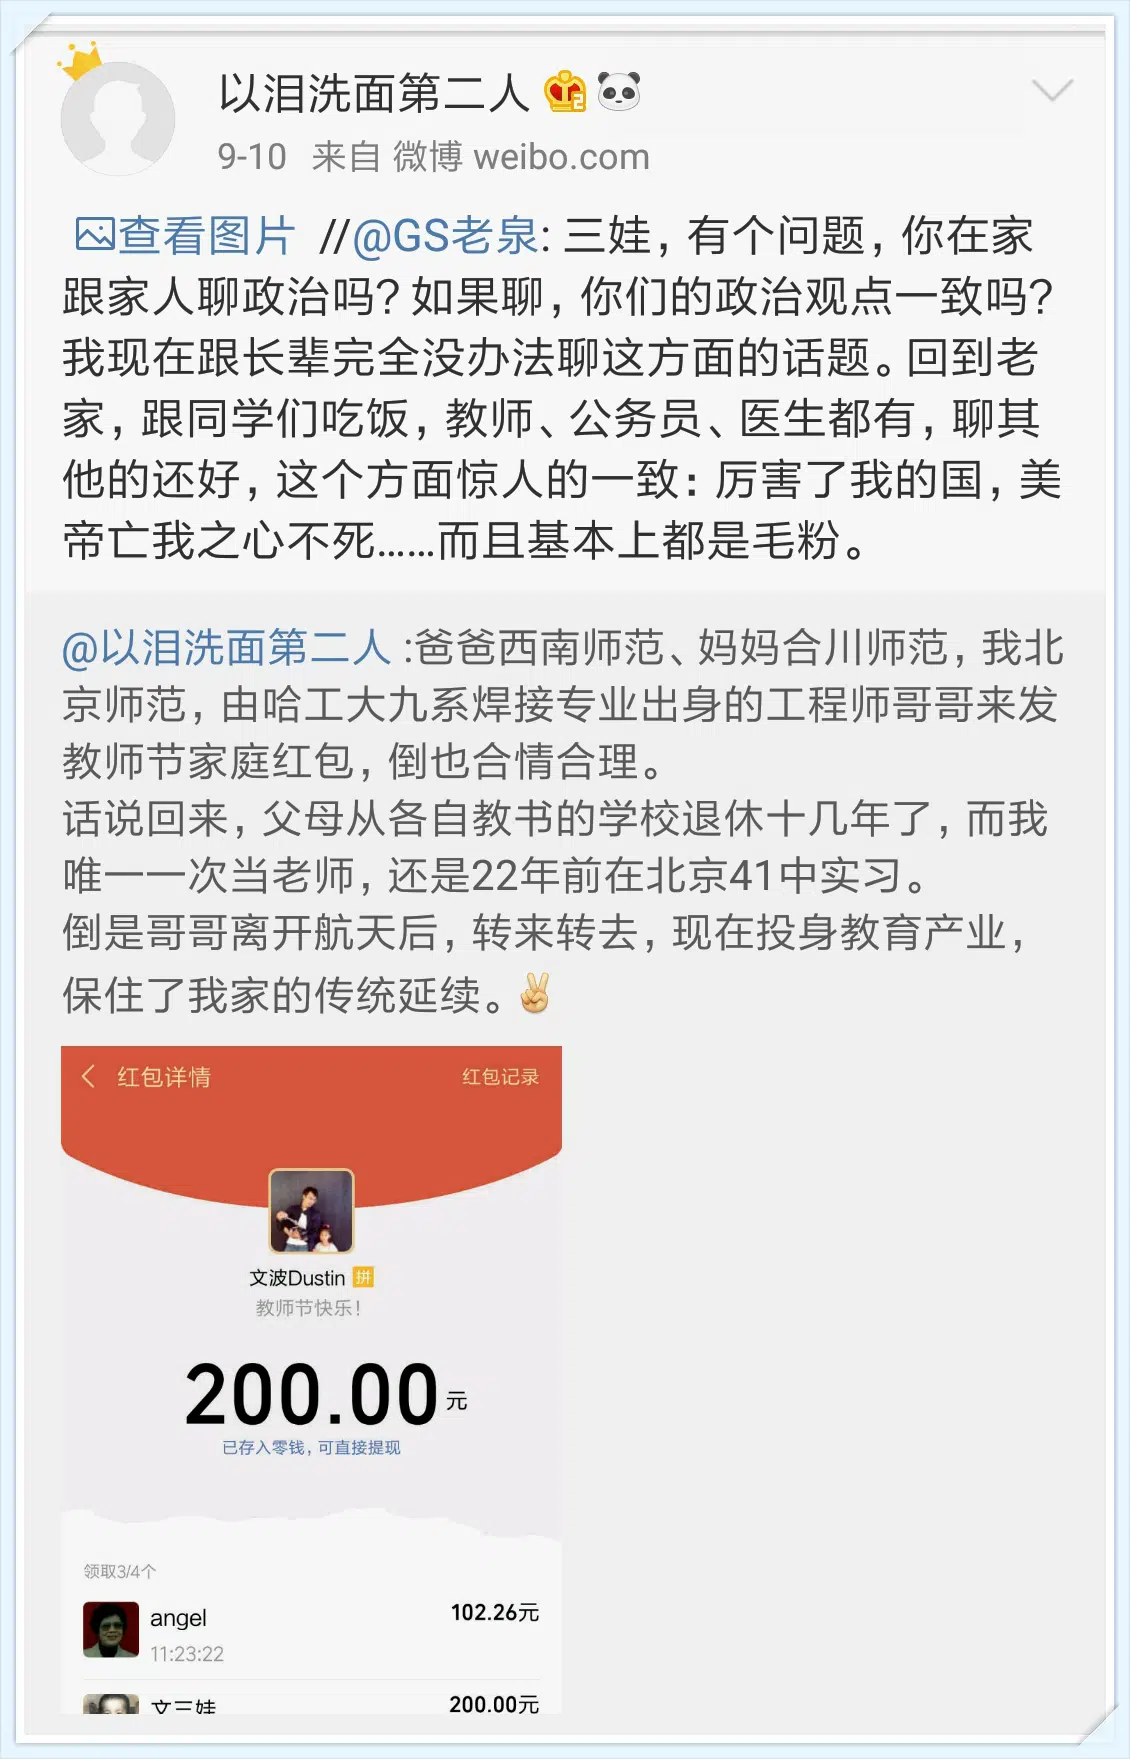 以泪洗面第二人
9-10 来自 微博 weibo.com
查看图片 //@GS老泉: 三娃，有个问题，你在家
跟家人聊政治吗？如果聊，你们的政治观点一致吗？
我现在跟长辈完全没办法聊这方面的话题。回到老
家，跟同学们吃饭，教师、公务员、医生都有，聊其
他的还好，这个方面惊人的一致：厉害了我的国，美
帝亡我之心不死……而且基本上都是毛粉。
@以泪洗面第二人 :爸爸西南师范、妈妈合川师范，我北
京师范，由哈工大九系焊接专业出身的工程师哥哥来发
教师节家庭红包，倒也合情合理。
话说回来，父母从各自教书的学校退休十几年了，而我
唯一一次当老师，还是22年前在北京41中实习。
倒是哥哥离开航天后，转来转去，现在投身教育产业，
保住了我家的传统延续。
红包详情 红包记录
文波Dustin 拼
教师节快乐！
200.00元
已存入零钱，可直接提现
领取3/4个
angel 102.26元
11:23:22
文三娃 200.00元